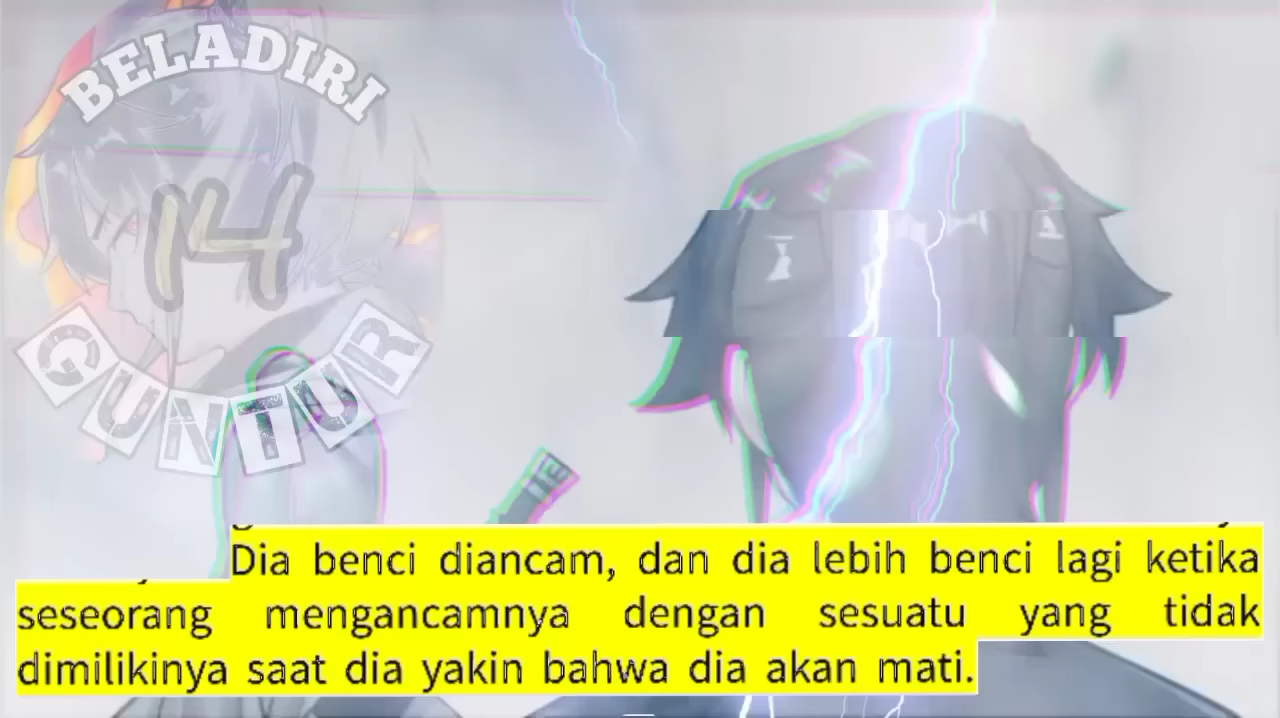 BELADIRI
14
GUNTUR
Dia benci diancam, dan dia lebih benci lagi ketika
seseorang mengancamnya dengan sesuatu yang tidak
dimilikinya saat dia yakin bahwa dia akan mati.